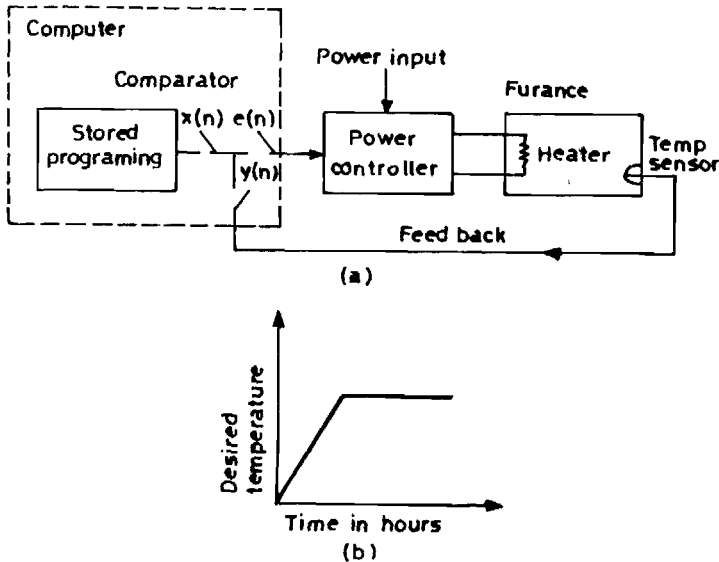 Computer
Comparator
Power input
Furance
x(n) e(n)
Stored
programing
y(n)
Power
controller
Heater
Temp
sensor
Feed back
(a)
Desired
temperature
Time in hours
(b)